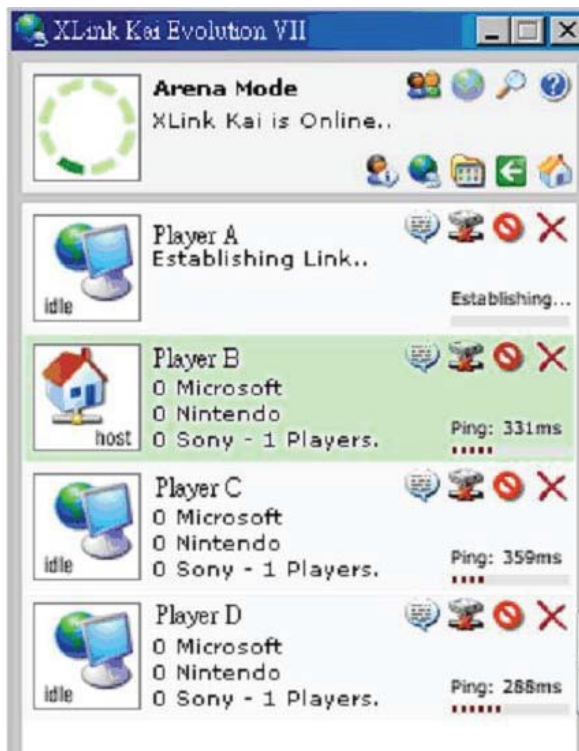 XLink Kai Evolution VII
Arena Mode
XLink Kai is Online..
Player A
Establishing Link..
idle
Establishing...
Player B
0 Microsoft
0 Nintendo
0 Sony - 1 Players.
host
Ping: 331ms
Player C
0 Microsoft
0 Nintendo
0 Sony - 1 Players.
idle
Ping: 359ms
Player D
0 Microsoft
0 Nintendo
0 Sony - 1 Players.
idle
Ping: 288ms